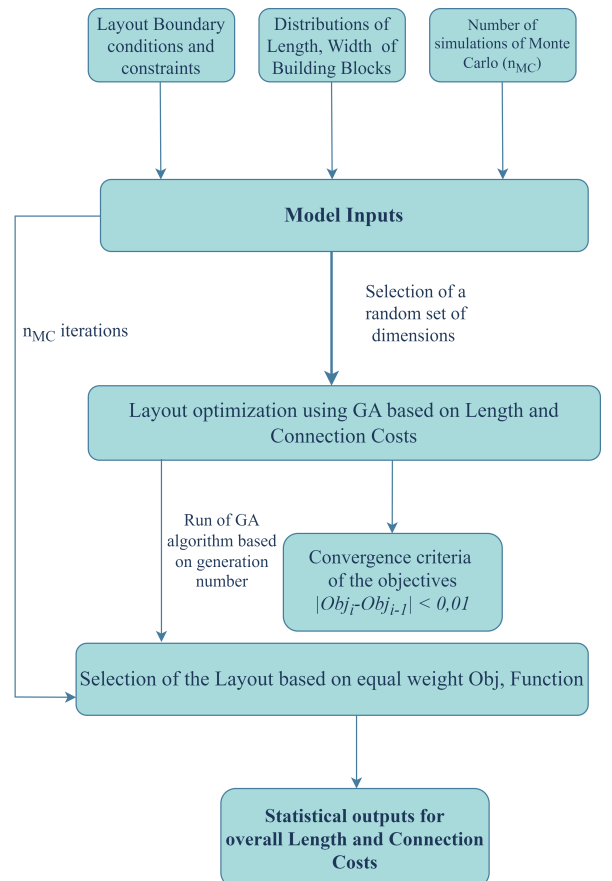 Layout Boundary
conditions and
constraints
Distributions of
Length, Width of
Building Blocks
Number of
simulations of Monte
Carlo (nMC)
Model Inputs
Selection of a
random set of
dimensions
nMC iterations
Layout optimization using GA based on Length and
Connection Costs
Run of GA
algorithm based
on generation
number
Convergence criteria
of the objectives
|Obji-Obji-1| < 0,01
Selection of the Layout based on equal weight Obj, Function
Statistical outputs for
overall Length and Connection
Costs